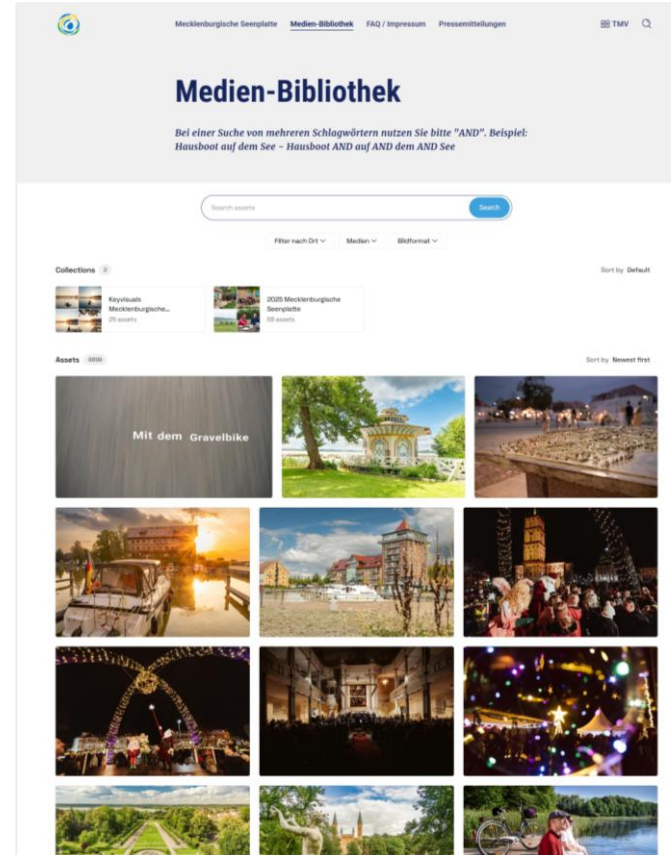 Mecklenburgische Seenplatte Medien-Bibliothek FAQ / Impressum Pressemitteilungen TMV
Medien-Bibliothek
Bei einer Suche von mehreren Schlagwörtern nutzen Sie bitte "AND". Beispiel:
Hausboot auf dem See - Hausboot AND auf AND dem AND See
Search assets Search
Filter nach Ort Medien Bildformat
Collections 2 Sort by Default
Keyvisuals
Mecklenburgische...
25 assets
2025 Mecklenburgische
Seenplatte
59 assets
Assets Sort by Newest first
Mit dem Gravelbike